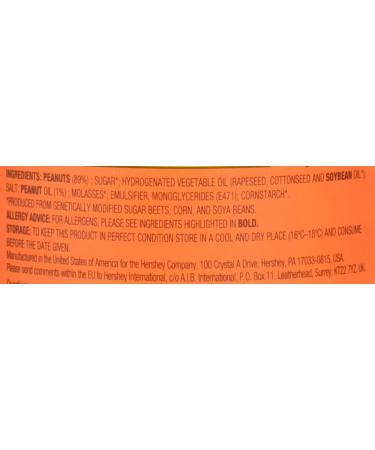 INGREDIENTS: PEANUTS (89%) ; SUGAR*; HYDROGENATED VEGETABLE OIL (RAPESEED, COTTONSEED AND SOYBEAN OIL*);
SALT; PEANUT OIL (1%) ; MOLASSES*; EMULSIFIER, MONOGLYCERIDES (E471); CORNSTARCH*.
*PRODUCED FROM GENETICALLY MODIFIED SUGAR BEETS, CORN, AND SOYA BEANS.
ALLERGY ADVICE: FOR ALLERGENS, PLEASE SEE INGREDIENTS HIGHLIGHTED IN BOLD.
STORAGE: TO KEEP THIS PRODUCT IN PERFECT CONDITION STORE IN A COOL AND DRY PLACE (16ºC–18ºC) AND CONSUME
BEFORE THE DATE GIVEN.
Manufactured in the United States of America for the Hershey Company, 100 Crystal A Drive, Hershey, PA 17033-0815, USA.
Please send comments within the EU to Hershey International, c/o A.I.B. International, P.O. Box 11. Leatherhead, Surrey, KT22 7YZ, UK.